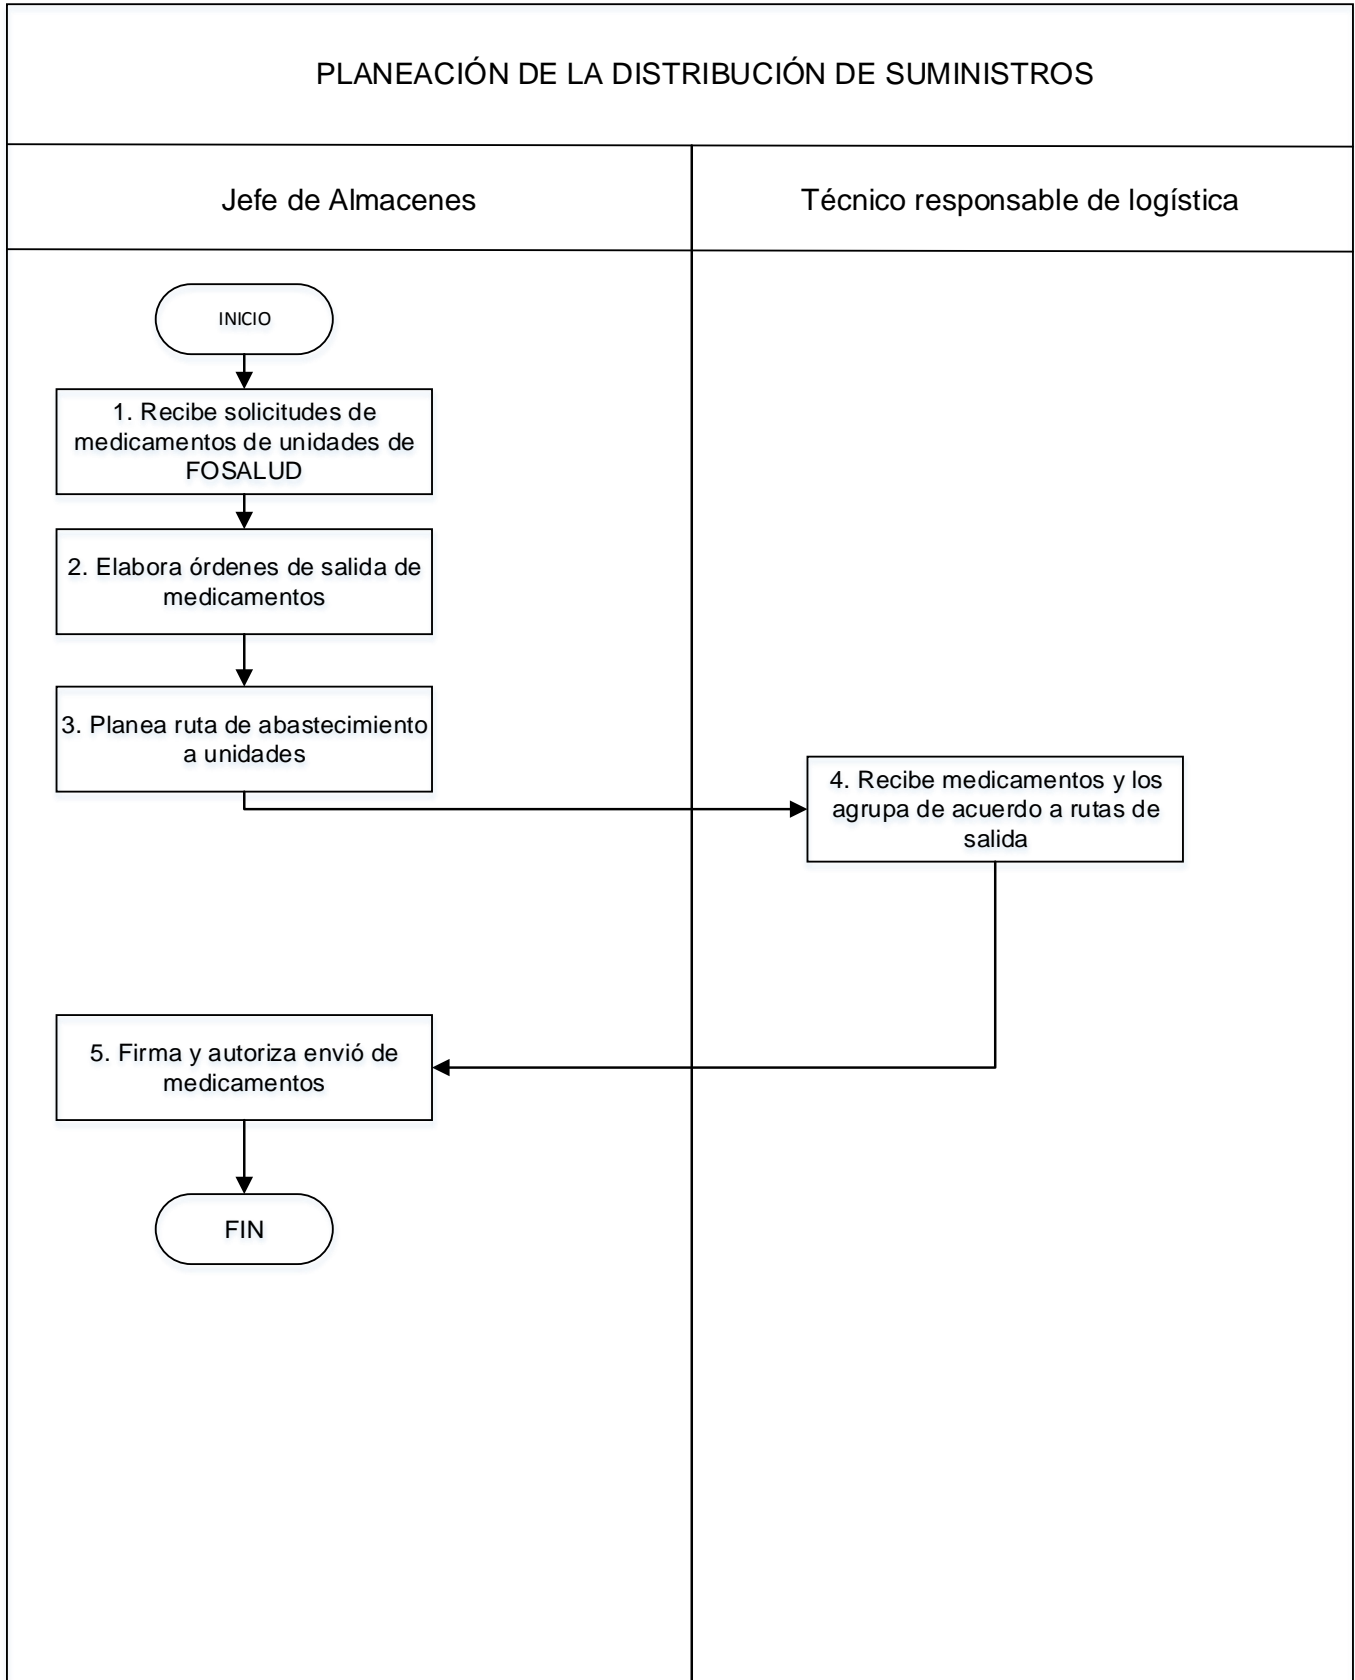 PLANEACIÓN DE LA DISTRIBUCIÓN DE SUMINISTROS
Jefe de Almacenes
Técnico responsable de logística
INICIO
1. Recibe solicitudes de
medicamentos de unidades de
FOSALUD
2. Elabora órdenes de salida de
medicamentos
3. Planea ruta de abastecimiento
a unidades
4. Recibe medicamentos y los
agrupa de acuerdo a rutas de
salida
5. Firma y autoriza envió de
medicamentos
FIN